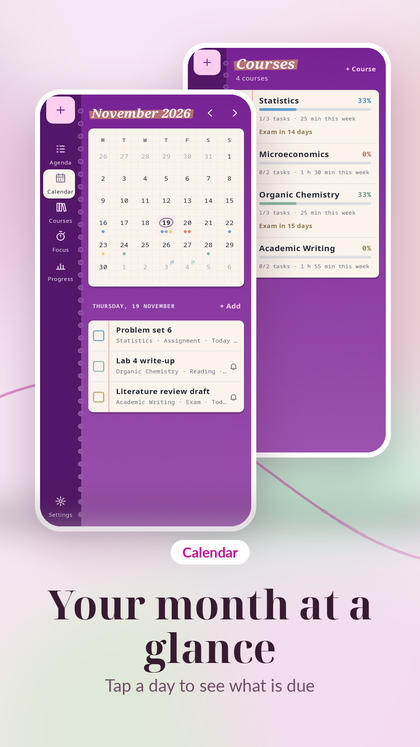 Courses
4 courses
+ Course
Statistics 33%
1/3 tasks · 25 min this week
Exam in 14 days
Microeconomics 0%
0/2 tasks · 1 h 30 min this week
Organic Chemistry 33%
1/3 tasks · 25 min this week
Exam in 15 days
Academic Writing 0%
0/2 tasks · 1 h 55 min this week
+
Agenda
Calendar
Courses
Focus
Progress
Settings
November 2026
M T W T F S S
26 27 28 29 30 31 1
2 3 4 5 6 7 8
9 10 11 12 13 14 15
16 17 18 19 20 21 22
23 24 25 26 27 28 29
30 1 2 3 4 5 6
THURSDAY, 19 NOVEMBER + Add
Problem set 6
Statistics · Assignment · Today …
Lab 4 write-up
Organic Chemistry · Reading ·…
Literature review draft
Academic Writing · Exam · Tod…
Calendar
Your month at a
glance
Tap a day to see what is due